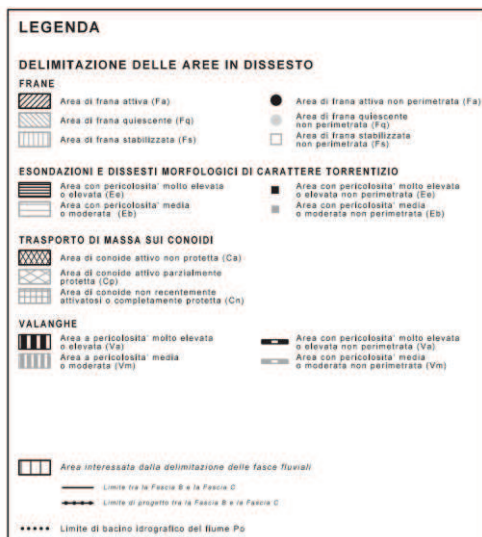 LEGENDA
DELIMITAZIONE DELLE AREE IN DISSESTO
FRANE
Area di frana attiva (Fa)
Area di frana attiva non perimetrata (Fa)
Area di frana quiescente (Fq)
Area di frana quiescente
non perimetrata (Fq)
Area di frana stabilizzata (Fs)
Area di frana stabilizzata
non perimetrata (Fs)
ESONDAZIONI E DISSESTI MORFOLOGICI DI CARATTERE TORRENTIZIO
Area con pericolosita' molto elevata
o elevata (Ee)
Area con pericolosita' molto elevata
o elevata non perimetrata (Ee)
Area con pericolosita' media
o moderata (Eb)
Area con pericolosita' media
o moderata non perimetrata (Eb)
TRASPORTO DI MASSA SUI CONOIDI
Area di conoide attivo non protetta (Ca)
Area di conoide attivo parzialmente
protetta (Cp)
Area di conoide non recentemente
attivatosi o completamente protetta (Cn)
VALANGHE
Area a pericolosita' molto elevata
o elevata (Va)
Area con pericolosita' molto elevata
o elevata non perimetrata (Va)
Area a pericolosita' media
o moderata (Vm)
Area con pericolosita' media
o moderata non perimetrata (Vm)
Area interessata dalla delimitazione delle fasce fluviali
Limite tra la Fascia B e la Fascia C
Limite di progetto tra la Fascia B e la Fascia C
Limite di bacino idrografico del fiume Po